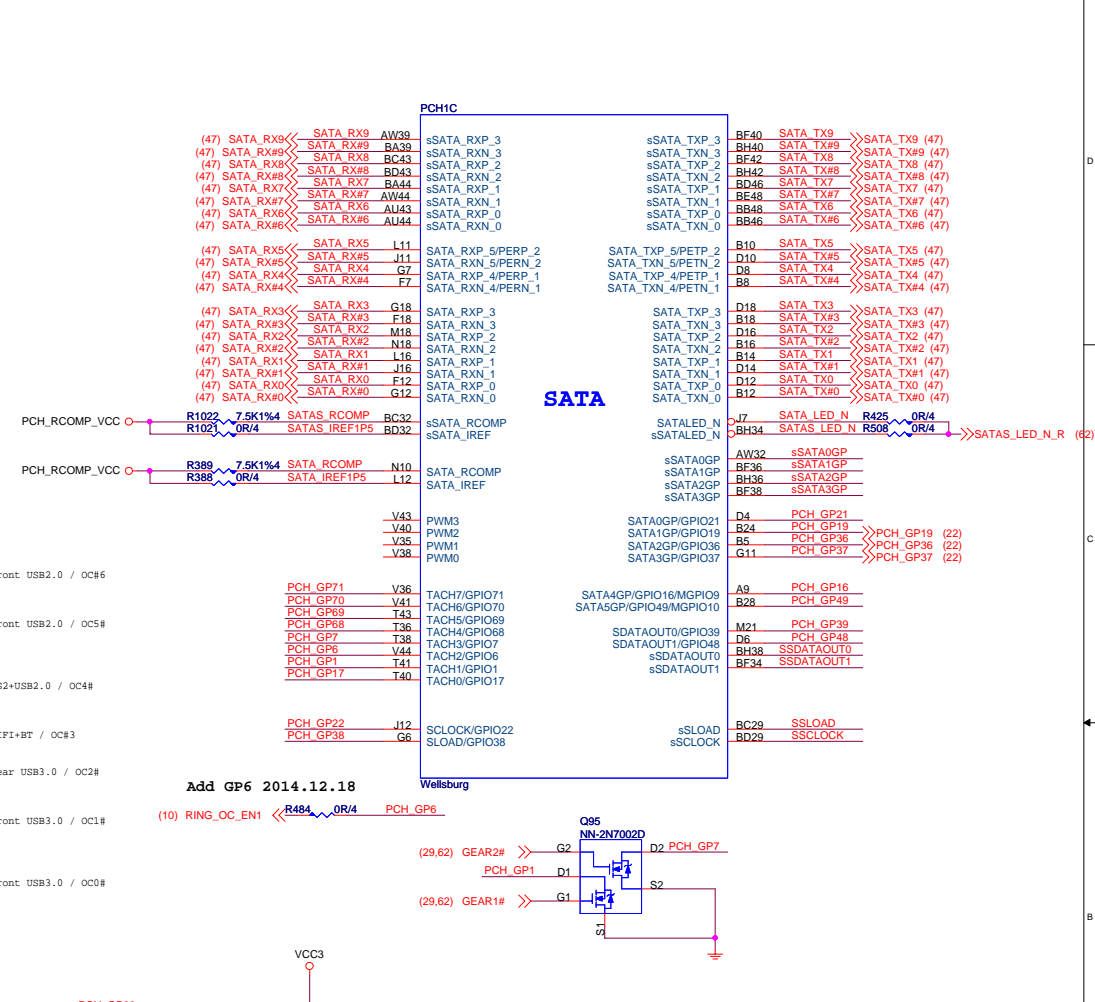 PCH1C
D
(47) SATA_RX9 SATA_RX9 AW39 sSATA_RXP_3 sSATA_TXP_3 BF40 SATA_TX9 SATA_TX9 (47)
(47) SATA_RX#9 SATA_RX#9 BA39 sSATA_RXN_3 sSATA_TXN_3 BH40 SATA_TX#9 SATA_TX#9 (47)
(47) SATA_RX8 SATA_RX8 BC43 sSATA_RXP_2 sSATA_TXP_2 BF42 SATA_TX8 SATA_TX8 (47)
(47) SATA_RX#8 SATA_RX#8 BD43 sSATA_RXN_2 sSATA_TXN_2 BH42 SATA_TX#8 SATA_TX#8 (47)
(47) SATA_RX7 SATA_RX7 BA44 sSATA_RXP_1 sSATA_TXP_1 BD46 SATA_TX7 SATA_TX7 (47)
(47) SATA_RX#7 SATA_RX#7 AW44 sSATA_RXN_1 sSATA_TXN_1 BE48 SATA_TX#7 SATA_TX#7 (47)
(47) SATA_RX6 SATA_RX6 AU43 sSATA_RXP_0 sSATA_TXP_0 BB48 SATA_TX6 SATA_TX6 (47)
(47) SATA_RX#6 SATA_RX#6 AU44 sSATA_RXN_0 sSATA_TXN_0 BB46 SATA_TX#6 SATA_TX#6 (47)
(47) SATA_RX5 SATA_RX5 L11 SATA_RXP_5/PERP_2 SATA_TXP_5/PETP_2 B10 SATA_TX5 SATA_TX5 (47)
(47) SATA_RX#5 SATA_RX#5 J11 SATA_RXN_5/PERN_2 SATA_TXN_5/PETN_2 D10 SATA_TX#5 SATA_TX#5 (47)
(47) SATA_RX4 SATA_RX4 G7 SATA_RXP_4/PERP_1 SATA_TXP_4/PETP_1 D8 SATA_TX4 SATA_TX4 (47)
(47) SATA_RX#4 SATA_RX#4 F7 SATA_RXN_4/PERN_1 SATA_TXN_4/PETN_1 B8 SATA_TX#4 SATA_TX#4 (47)
(47) SATA_RX3 SATA_RX3 G18 SATA_RXP_3 SATA_TXP_3 D18 SATA_TX3 SATA_TX3 (47)
(47) SATA_RX#3 SATA_RX#3 F18 SATA_RXN_3 SATA_TXN_3 B18 SATA_TX#3 SATA_TX#3 (47)
(47) SATA_RX2 SATA_RX2 M18 SATA_RXP_2 SATA_TXP_2 D16 SATA_TX2 SATA_TX2 (47)
(47) SATA_RX#2 SATA_RX#2 N18 SATA_RXN_2 SATA_TXN_2 B16 SATA_TX#2 SATA_TX#2 (47)
(47) SATA_RX1 SATA_RX1 L16 SATA_RXP_1 SATA_TXP_1 B14 SATA_TX1 SATA_TX1 (47)
(47) SATA_RX#1 SATA_RX#1 J16 SATA_RXN_1 SATA_TXN_1 D14 SATA_TX#1 SATA_TX#1 (47)
(47) SATA_RX0 SATA_RX0 F12 SATA_RXP_0 SATA_TXP_0 D12 SATA_TX0 SATA_TX0 (47)
(47) SATA_RX#0 SATA_RX#0 G12 SATA_RXN_0 SATA_TXN_0 B12 SATA_TX#0 SATA_TX#0 (47)
SATA
PCH_RCOMP_VCC R1022 7.5K1%4 SATAS_RCOMP BC32 sSATA_RCOMP SATALED_N J7 SATA_LED_N R425 0R/4
R1021 0R/4 SATAS_IREF1P5 BD32 sSATA_IREF sSATALED_N BH34 SATAS_LED_N R508 0R/4 SATAS_LED_N_R (62)
sSATA0GP AW32 sSATA0GP
PCH_RCOMP_VCC R389 7.5K1%4 SATA_RCOMP N10 SATA_RCOMP sSATA1GP BF36 sSATA1GP
R388 0R/4 SATA_IREF1P5 L12 SATA_IREF sSATA2GP BH36 sSATA2GP
sSATA3GP BF38 sSATA3GP
V43 PWM3 SATA0GP/GPIO21 D4 PCH_GP21
V40 PWM2 SATA1GP/GPIO19 B24 PCH_GP19 PCH_GP19 (22)
V35 PWM1 SATA2GP/GPIO36 B5 PCH_GP36 PCH_GP36 (22)
V38 PWM0 SATA3GP/GPIO37 G11 PCH_GP37 PCH_GP37 (22)
C
ront USB2.0 / OC#6
PCH_GP71 V36 TACH7/GPIO71 SATA4GP/GPIO16/MGPIO9 A9 PCH_GP16
PCH_GP70 V41 TACH6/GPIO70 SATA5GP/GPIO49/MGPIO10 B28 PCH_GP49
PCH_GP69 T43 TACH5/GPIO69
ront USB2.0 / OC5#
PCH_GP68 T36 TACH4/GPIO68 SDATAOUT0/GPIO39 M21 PCH_GP39
PCH_GP7 T38 TACH3/GPIO7 SDATAOUT1/GPIO48 D6 PCH_GP48
PCH_GP6 V44 TACH2/GPIO6 sSDATAOUT0 BH38 SSDATAOUT0
PCH_GP1 T41 TACH1/GPIO1 sSDATAOUT1 BF34 SSDATAOUT1
PCH_GP17 T40 TACH0/GPIO17
S2+USB2.0 / OC4#
PCH_GP22 J12 SCLOCK/GPIO22 sSLOAD BC29 SSLOAD
PCH_GP38 G6 SLOAD/GPIO38 sSCLOCK BD29 SSCLOCK
IFI+BT / OC#3
ear USB3.0 / OC2#
Wellsburg
Add GP6 2014.12.18
(10) RING_OC_EN1 R484 0R/4 PCH_GP6
ront USB3.0 / OC1#
Q95
NN-2N7002D
(29,62) GEAR2# G2 D2 PCH_GP7
PCH_GP1 D1
ront USB3.0 / OC0#
S2
(29,62) GEAR1# G1
B
S1
VCC3